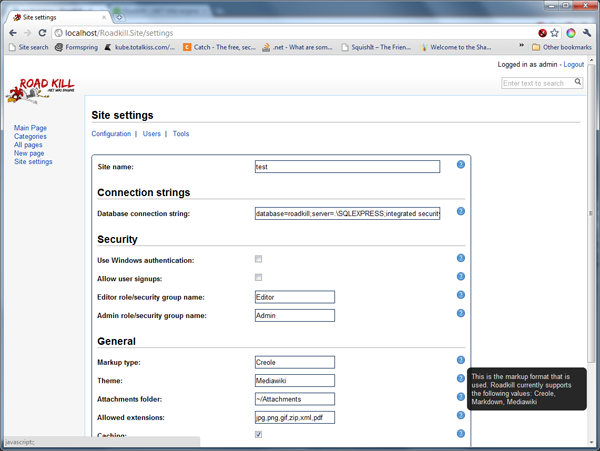 Site settings
localhost/Roadkill.Site/settings
Site search Formspring kube.totalkiss.com/... Catch - The free, sec... .net - What are som... SquishIt – The Frien... Welcome to the Sha... » Other bookmarks
Logged in as admin - Logout
ROAD KILL
.NET WIKI ENGINE
Enter text to search
Main Page
Categories
All pages
New page
Site settings
Site settings
Configuration | Users | Tools
Site name: test
Connection strings
Database connection string: database=roadkill;server=.\SQLEXPRESS;integrated security
Security
Use Windows authentication:
Allow user signups:
Editor role/security group name: Editor
Admin role/security group name: Admin
General
Markup type: Creole
Theme: Mediawiki
Attachments folder: ~/Attachments
Allowed extensions: jpg,png,gif,zip,xml,pdf
Caching:
This is the markup format that is
used. Roadkill currently supports
the following values: Creole,
Markdown, Mediawiki
javascript:;